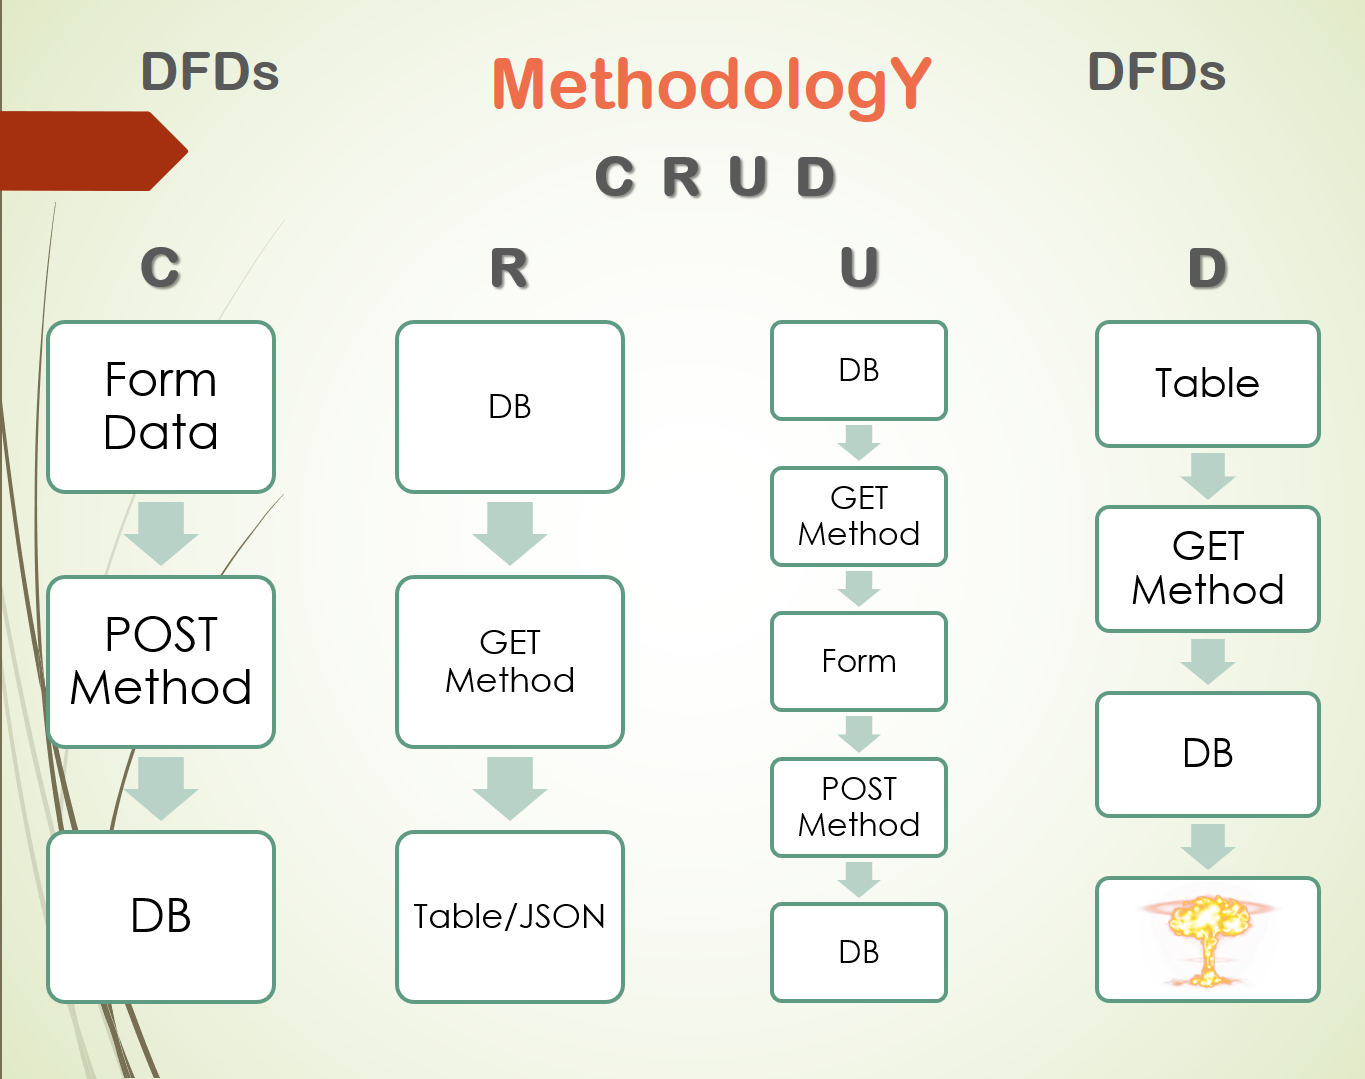 DFDs
MethodologY
DFDs
C R U D
C
Form
Data
POST
Method
DB
R
DB
GET
Method
Table/JSON
U
DB
GET
Method
Form
POST
Method
DB
D
Table
GET
Method
DB